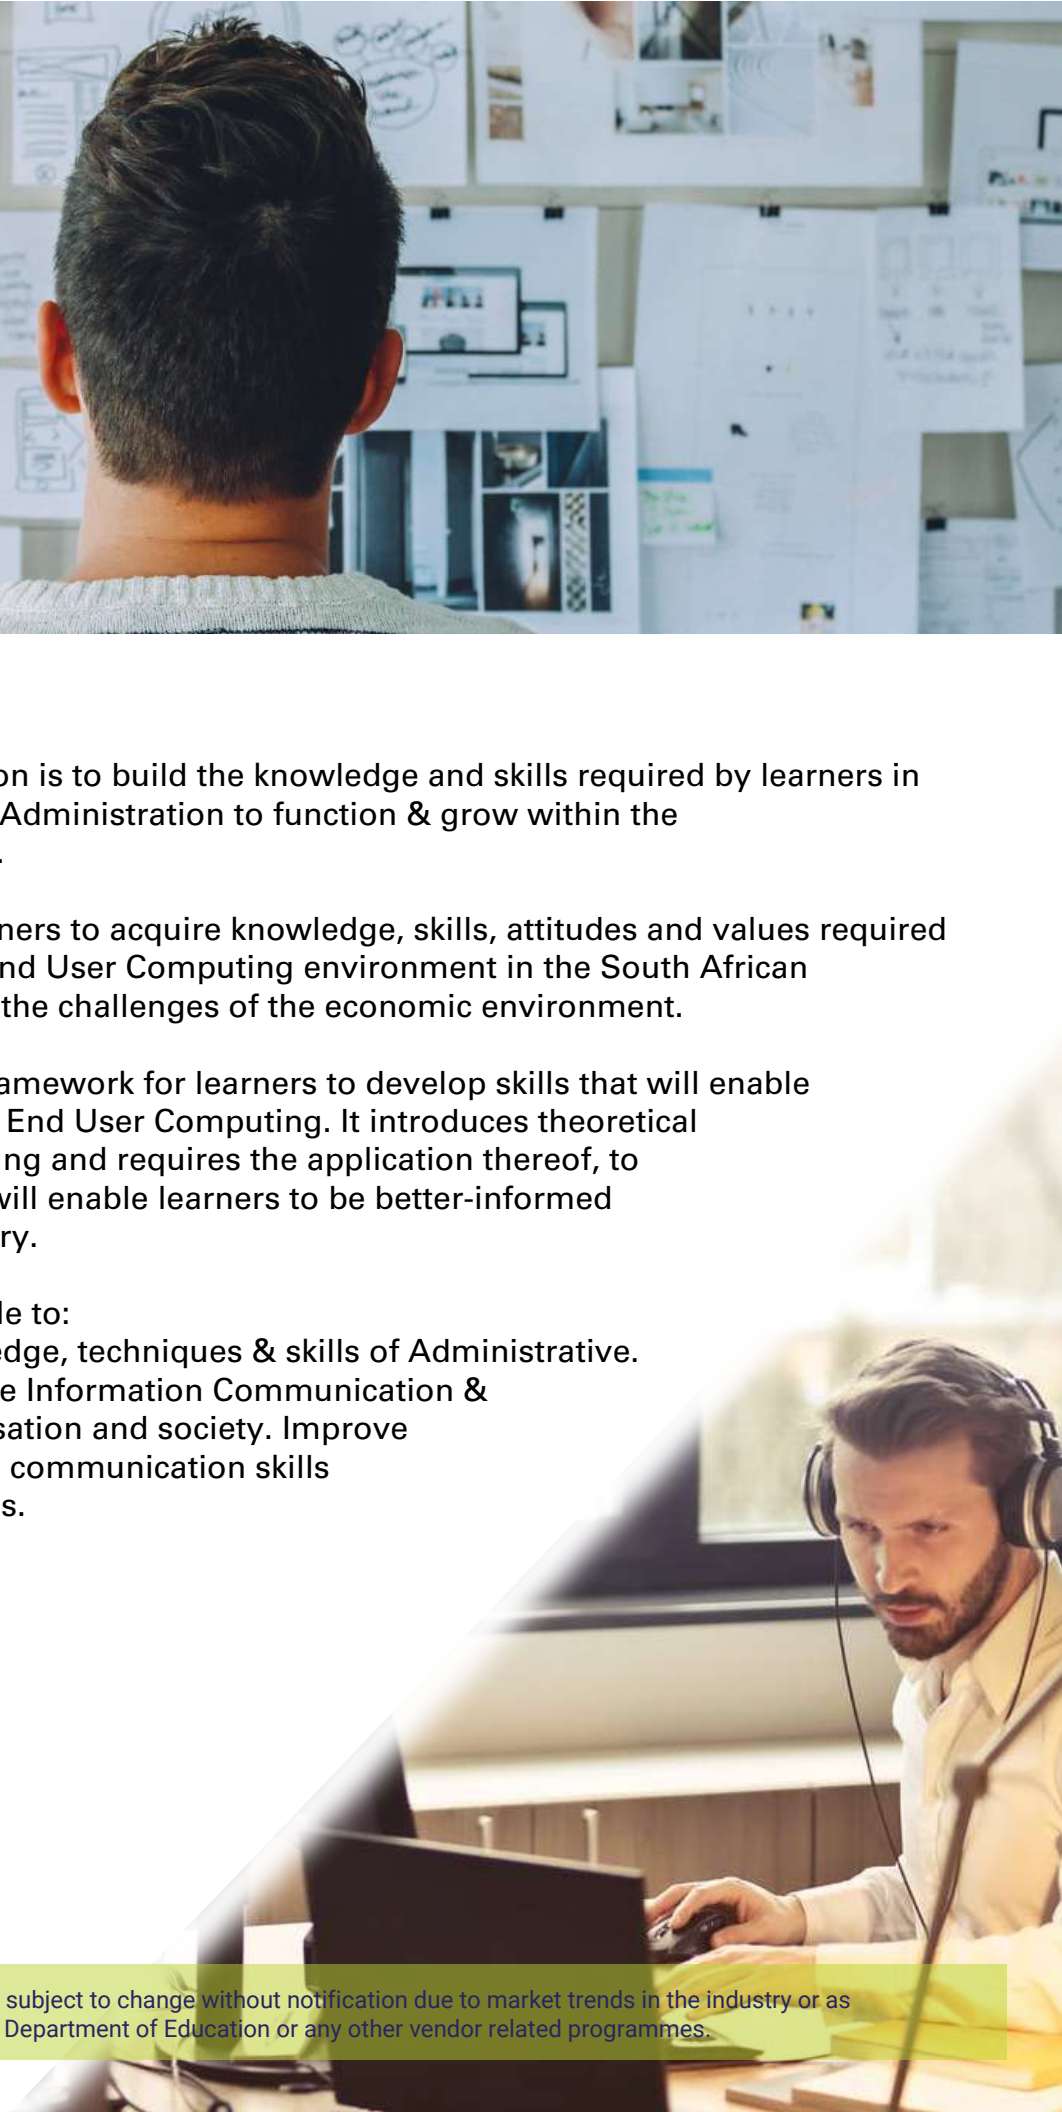 on is to build the knowledge and skills required by learners in
Administration to function & grow within the
.
ners to acquire knowledge, skills, attitudes and values required
nd User Computing environment in the South African
the challenges of the economic environment.
amework for learners to develop skills that will enable
End User Computing. It introduces theoretical
ng and requires the application thereof, to
will enable learners to be better-informed
ry.
le to:
edge, techniques & skills of Administrative.
e Information Communication &
sation and society. Improve
communication skills
s.
subject to change without notification due to market trends in the industry or as
Department of Education or any other vendor related programmes.